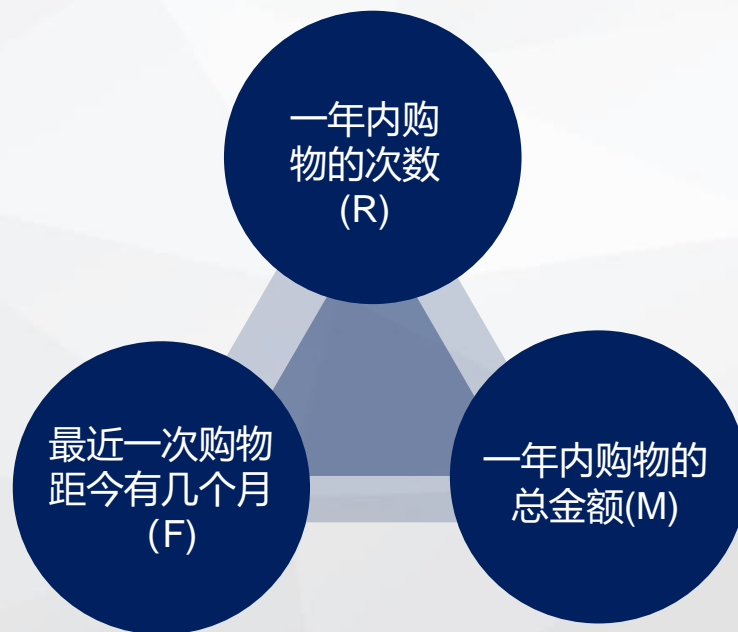 一年内购
物的次数
(R)
最近一次购物
距今有几个月
(F)
一年内购物的
总金额(M)